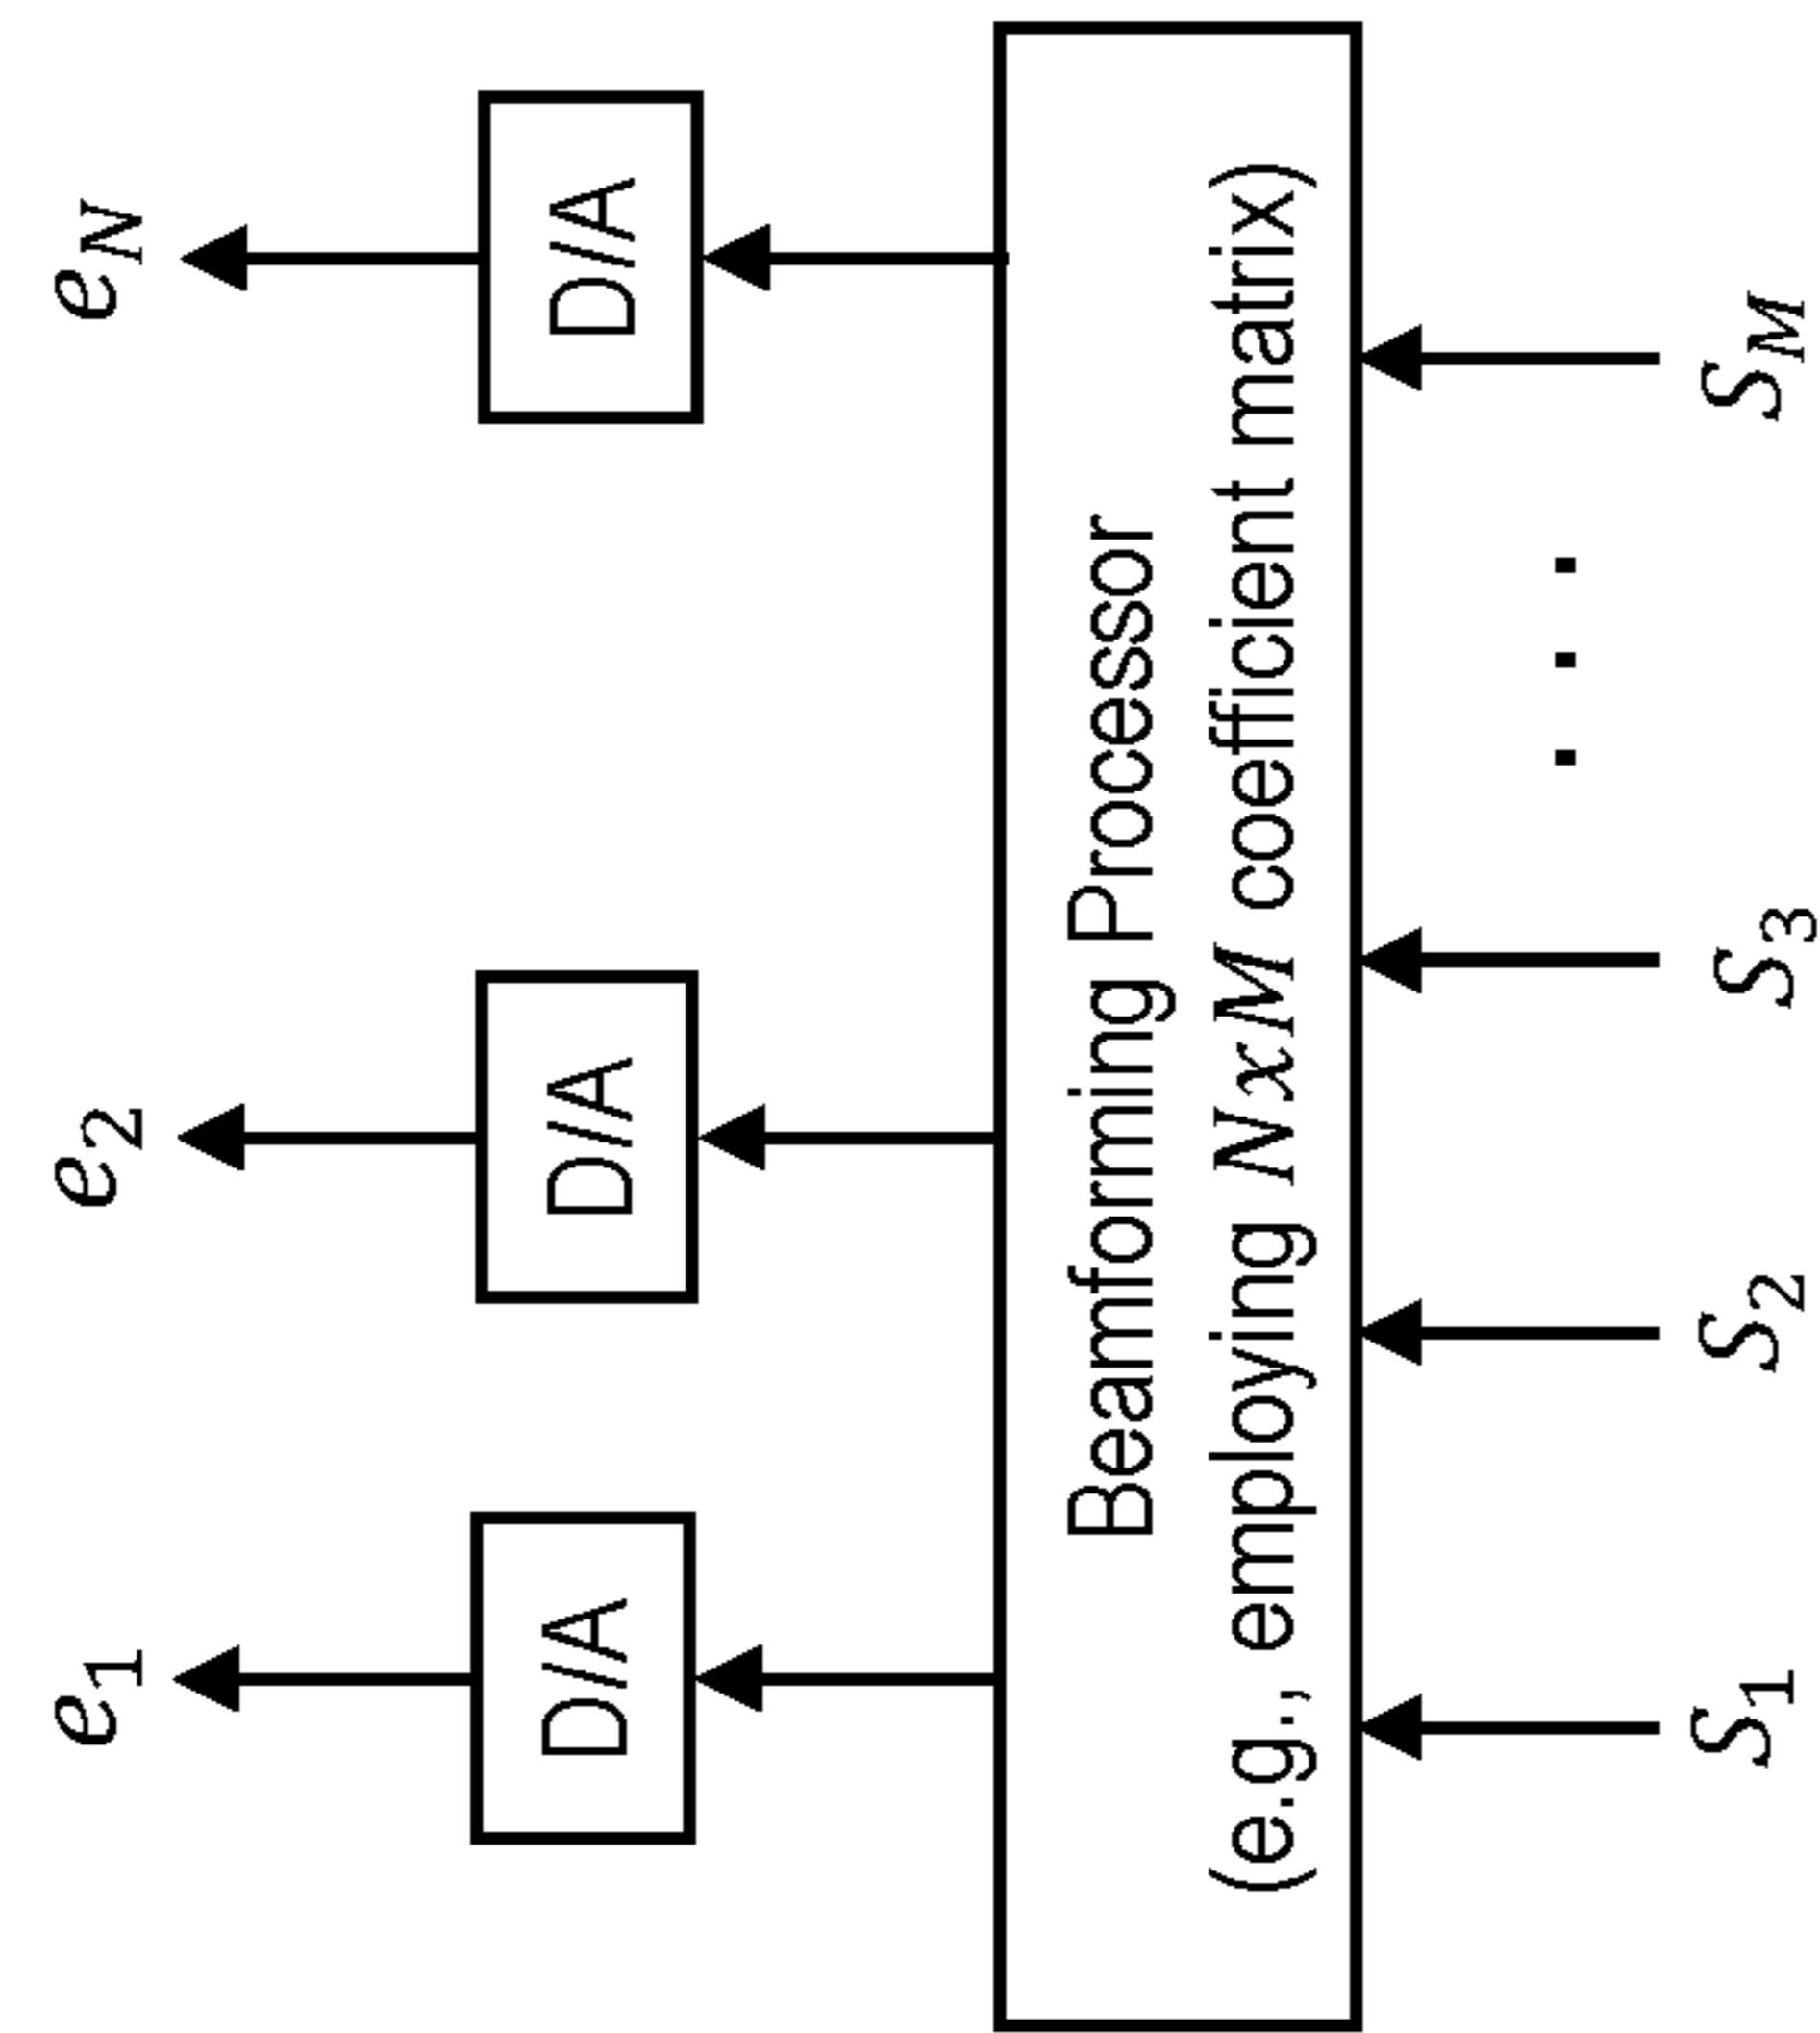 e1 e2 eN
D/A D/A D/A
Beamforming Processor
(e.g., employing NxM coefficient matrix)
. . .
S1 S2 S3 SM